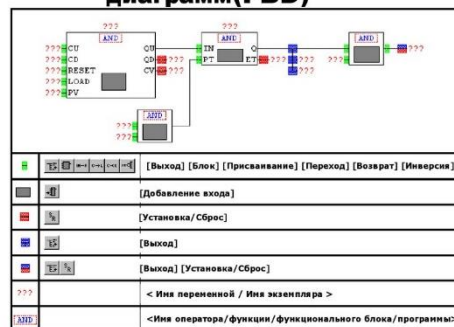 диаграмм(FBD)
???
???
AND
AND
AND
???
CU
QU
IN
Q
???
???
CD
QD
???
PT
ET
???
???
???
RESET
CV
???
???
LOAD
???
PV
???
AND
???
???
[Выход] [Блок] [Присваивание] [Переход] [Возврат] [Инверсия]
[Добавление входа]
[Установка/Сброс]
[Выход]
[Выход] [Установка/Сброс]
??? < Имя переменной / Имя экземпляра >
AND <Имя оператора/функции/функционального блока/программы>